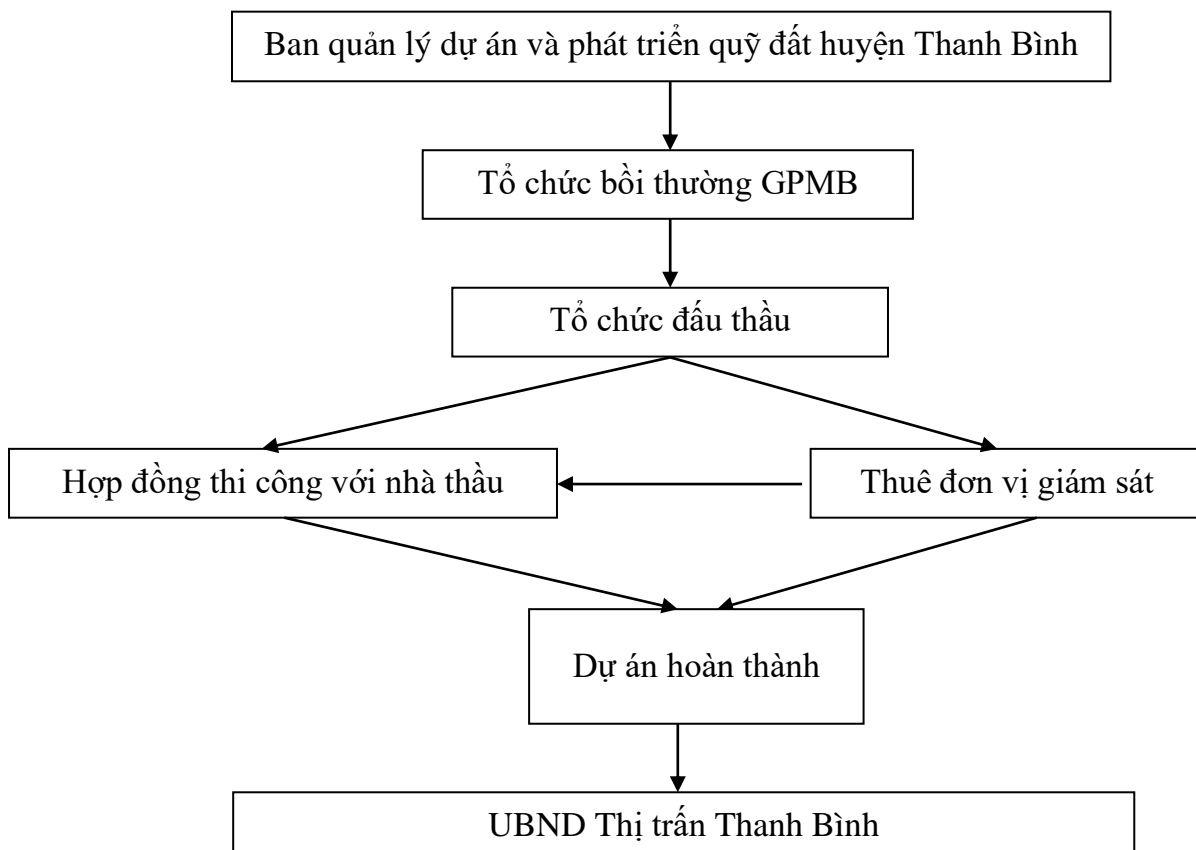 Ban quản lý dự án và phát triển quỹ đất huyện Thanh Bình
Tổ chức bồi thường GPMB
Tổ chức đấu thầu
Hợp đồng thi công với nhà thầu
Thuê đơn vị giám sát
Dự án hoàn thành
UBND Thị trấn Thanh Bình